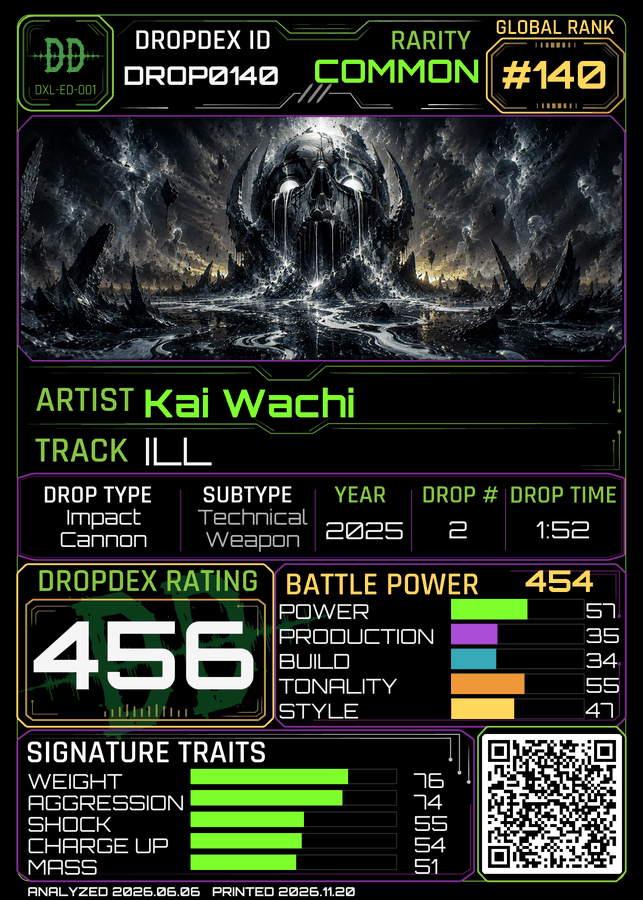 DD
DXL-ED-001
DROPDEX ID
DROP0140
RARITY
COMMON
GLOBAL RANK
#140
ARTIST Kai Wachi
TRACK ILL
DROP TYPE
Impact
Cannon
SUBTYPE
Technical
Weapon
YEAR
2025
DROP #
2
DROP TIME
1:52
DROPDEX RATING
456
BATTLE POWER 454
POWER 57
PRODUCTION 35
BUILD 34
TONALITY 55
STYLE 47
SIGNATURE TRAITS
WEIGHT 76
AGGRESSION 74
SHOCK 55
CHARGE UP 54
MASS 51
ANALYZED 2026.06.06 PRINTED 2026.11.20